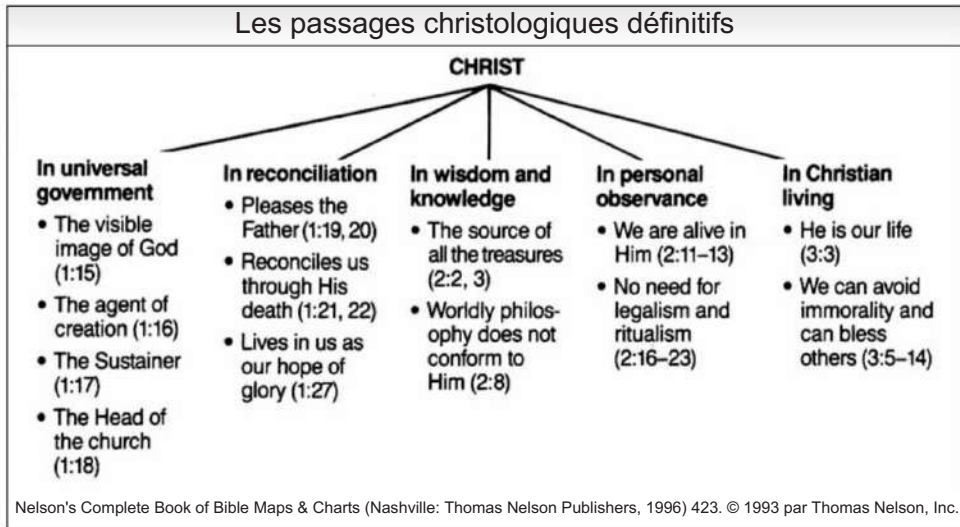 Les passages christologiques définitifs
CHRIST
In universal
government
• The visible
image of God
(1:15)
• The agent of
creation (1:16)
• The Sustainer
(1:17)
• The Head of
the church
(1:18)
In reconciliation
• Pleases the
Father (1:19, 20)
• Reconciles us
through His
death (1:21, 22)
• Lives in us as
our hope of
glory (1:27)
In wisdom and
knowledge
• The source of
all the treasures
(2:2, 3)
• Worldly philos-
ophy does not
conform to
Him (2:8)
In personal
observance
• We are alive in
Him (2:11–13)
• No need for
legalism and
ritualism
(2:16–23)
In Christian
living
• He is our life
(3:3)
• We can avoid
immorality and
can bless
others (3:5–14)
Nelson's Complete Book of Bible Maps & Charts (Nashville: Thomas Nelson Publishers, 1996) 423. © 1993 par Thomas Nelson, Inc.